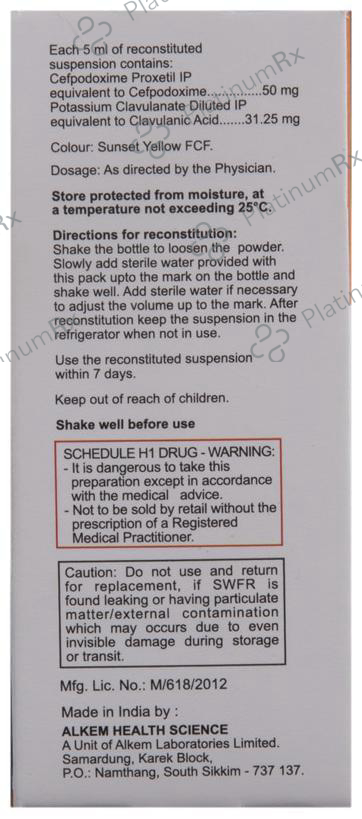 Each 5 ml of reconstituted
suspension contains:
Cefpodoxime Proxetil IP
equivalent to Cefpodoxime..............50 mg
Potassium Clavulanate Diluted IP
equivalent to Clavulanic Acid.......31.25 mg
Colour: Sunset Yellow FCF.
Dosage: As directed by the Physician.
Store protected from moisture, at
a temperature not exceeding 25°C.
Directions for reconstitution:
Shake the bottle to loosen the powder.
Slowly add sterile water provided with
this pack upto the mark on the bottle and
shake well. Add sterile water if necessary
to adjust the volume up to the mark. After
reconstitution keep the suspension in the
refrigerator when not in use.
Use the reconstituted suspension
within 7 days.
Keep out of reach of children.
Shake well before use
SCHEDULE H1 DRUG - WARNING:
- It is dangerous to take this
preparation except in accordance
with the medical advice.
- Not to be sold by retail without the
prescription of a Registered
Medical Practitioner.
Caution: Do not use and return
for replacement, if SWFR is
found leaking or having particulate
matter/external contamination
which may occurs due to even
invisible damage during storage
or transit.
Mfg. Lic. No.: M/618/2012
Made in India by :
ALKEM HEALTH SCIENCE
A Unit of Alkem Laboratories Limited.
Samardung, Karek Block,
P.O.: Namthang, South Sikkim - 737 137.
PlatinumRx
PlatinumRx
PlatinumRx